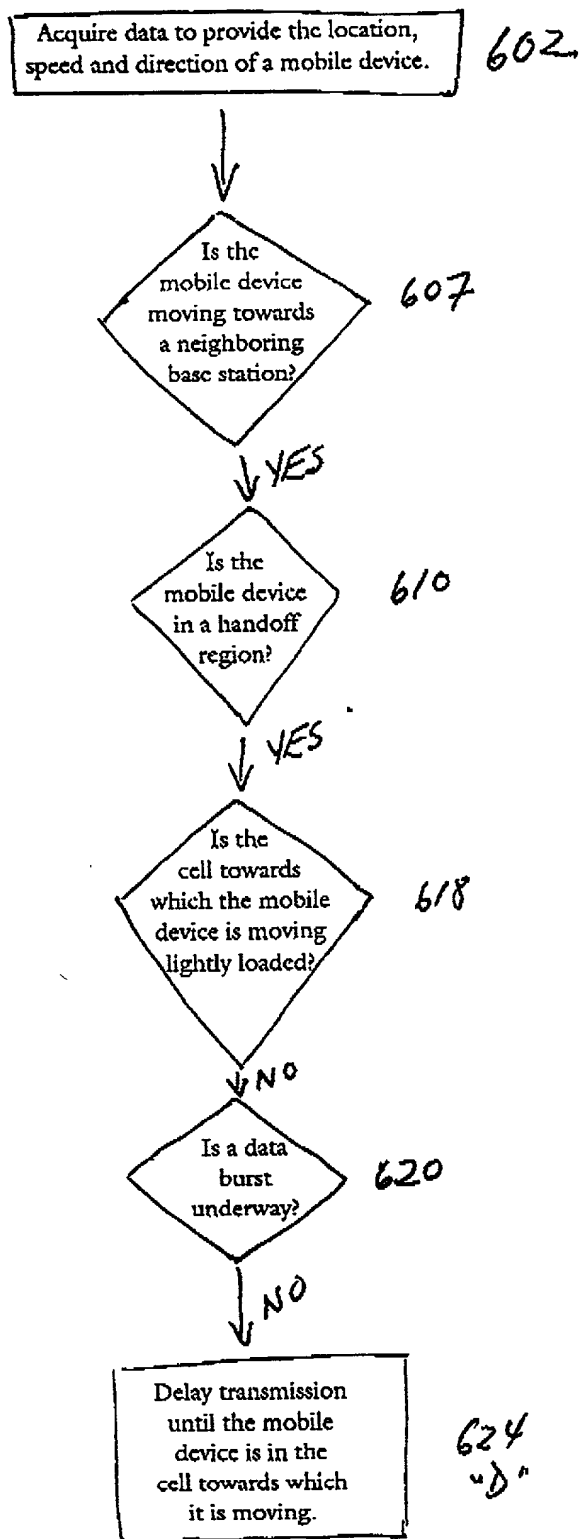 Acquire data to provide the location,
speed and direction of a mobile device.
602
Is the
mobile device
moving towards
a neighboring
base station?
607
YES
Is the
mobile device
in a handoff
region?
610
YES
Is the
cell towards
which the mobile
device is moving
lightly loaded?
618
NO
Is a data
burst
underway?
620
NO
Delay transmission
until the mobile
device is in the
cell towards which
it is moving.
624
"D"